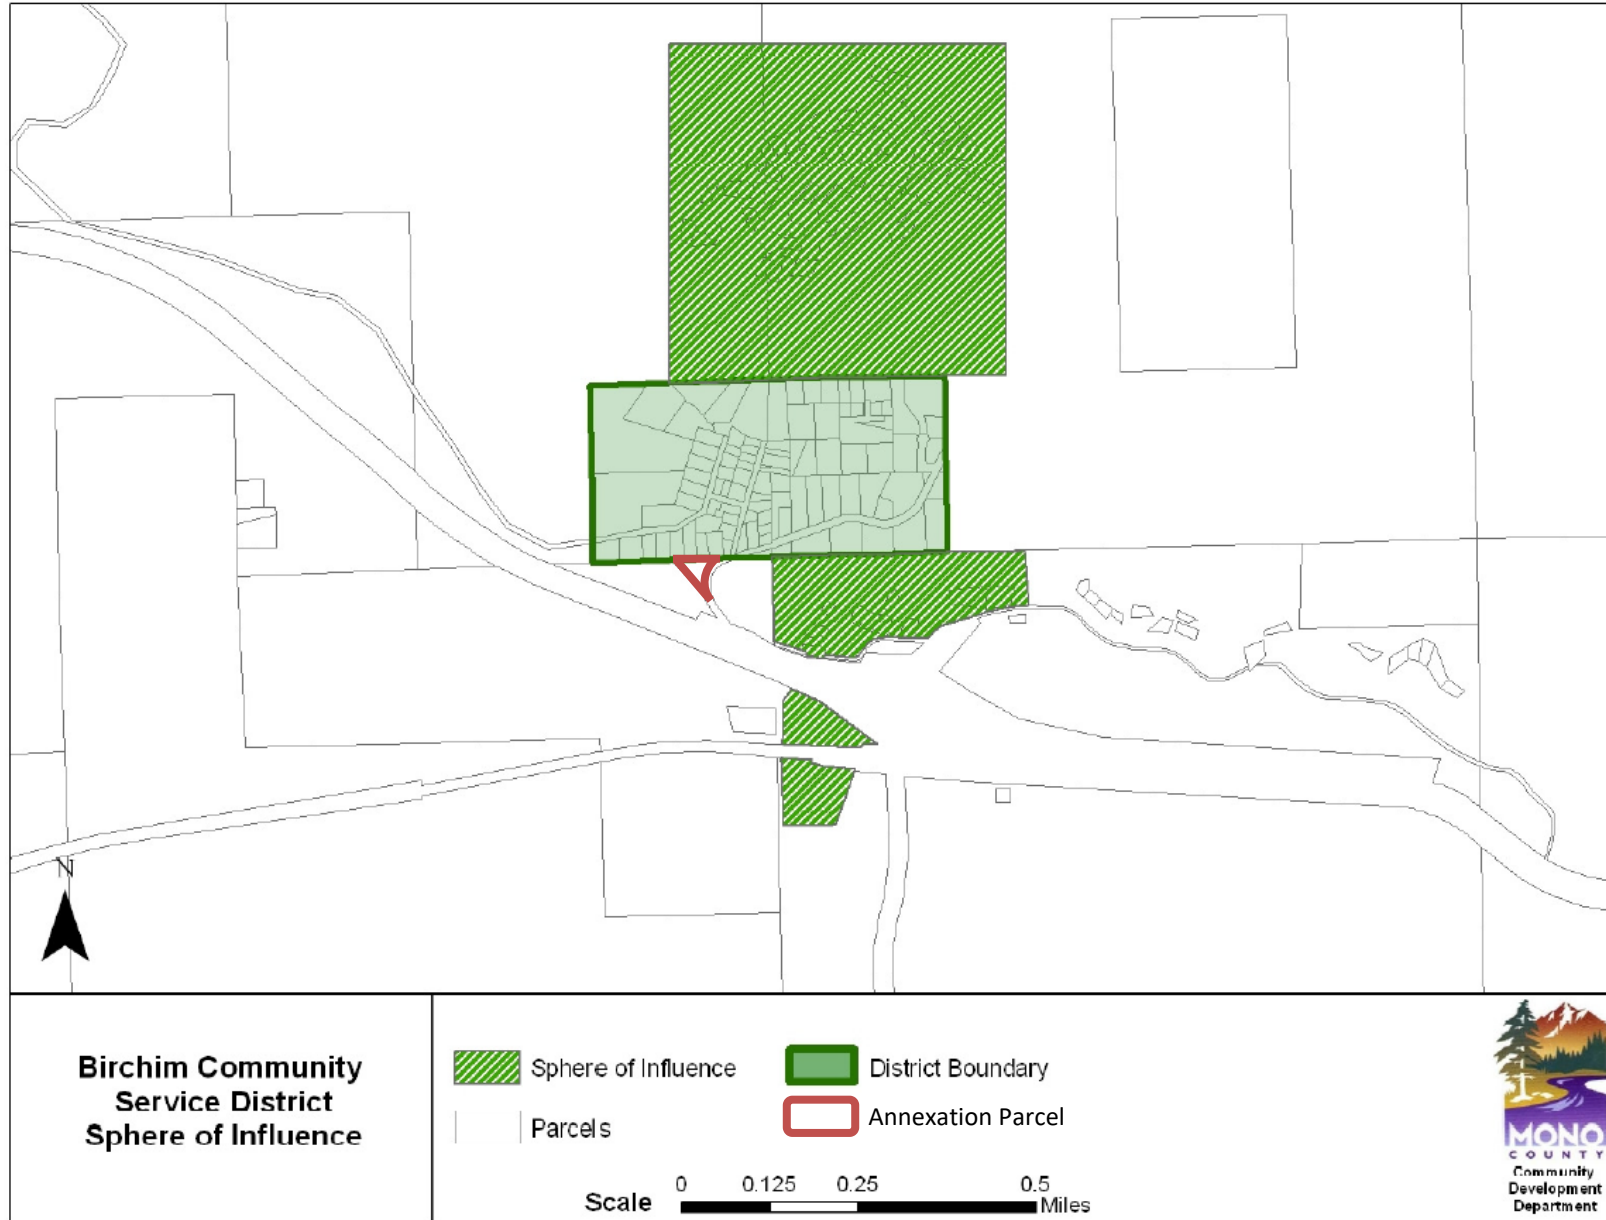 N
Birchim Community
Service District
Sphere of Influence
Sphere of Influence
District Boundary
Parcels
Annexation Parcel
Scale
0 0.125 0.25 0.5
Miles
MONO
COUNTY
Community
Development
Department